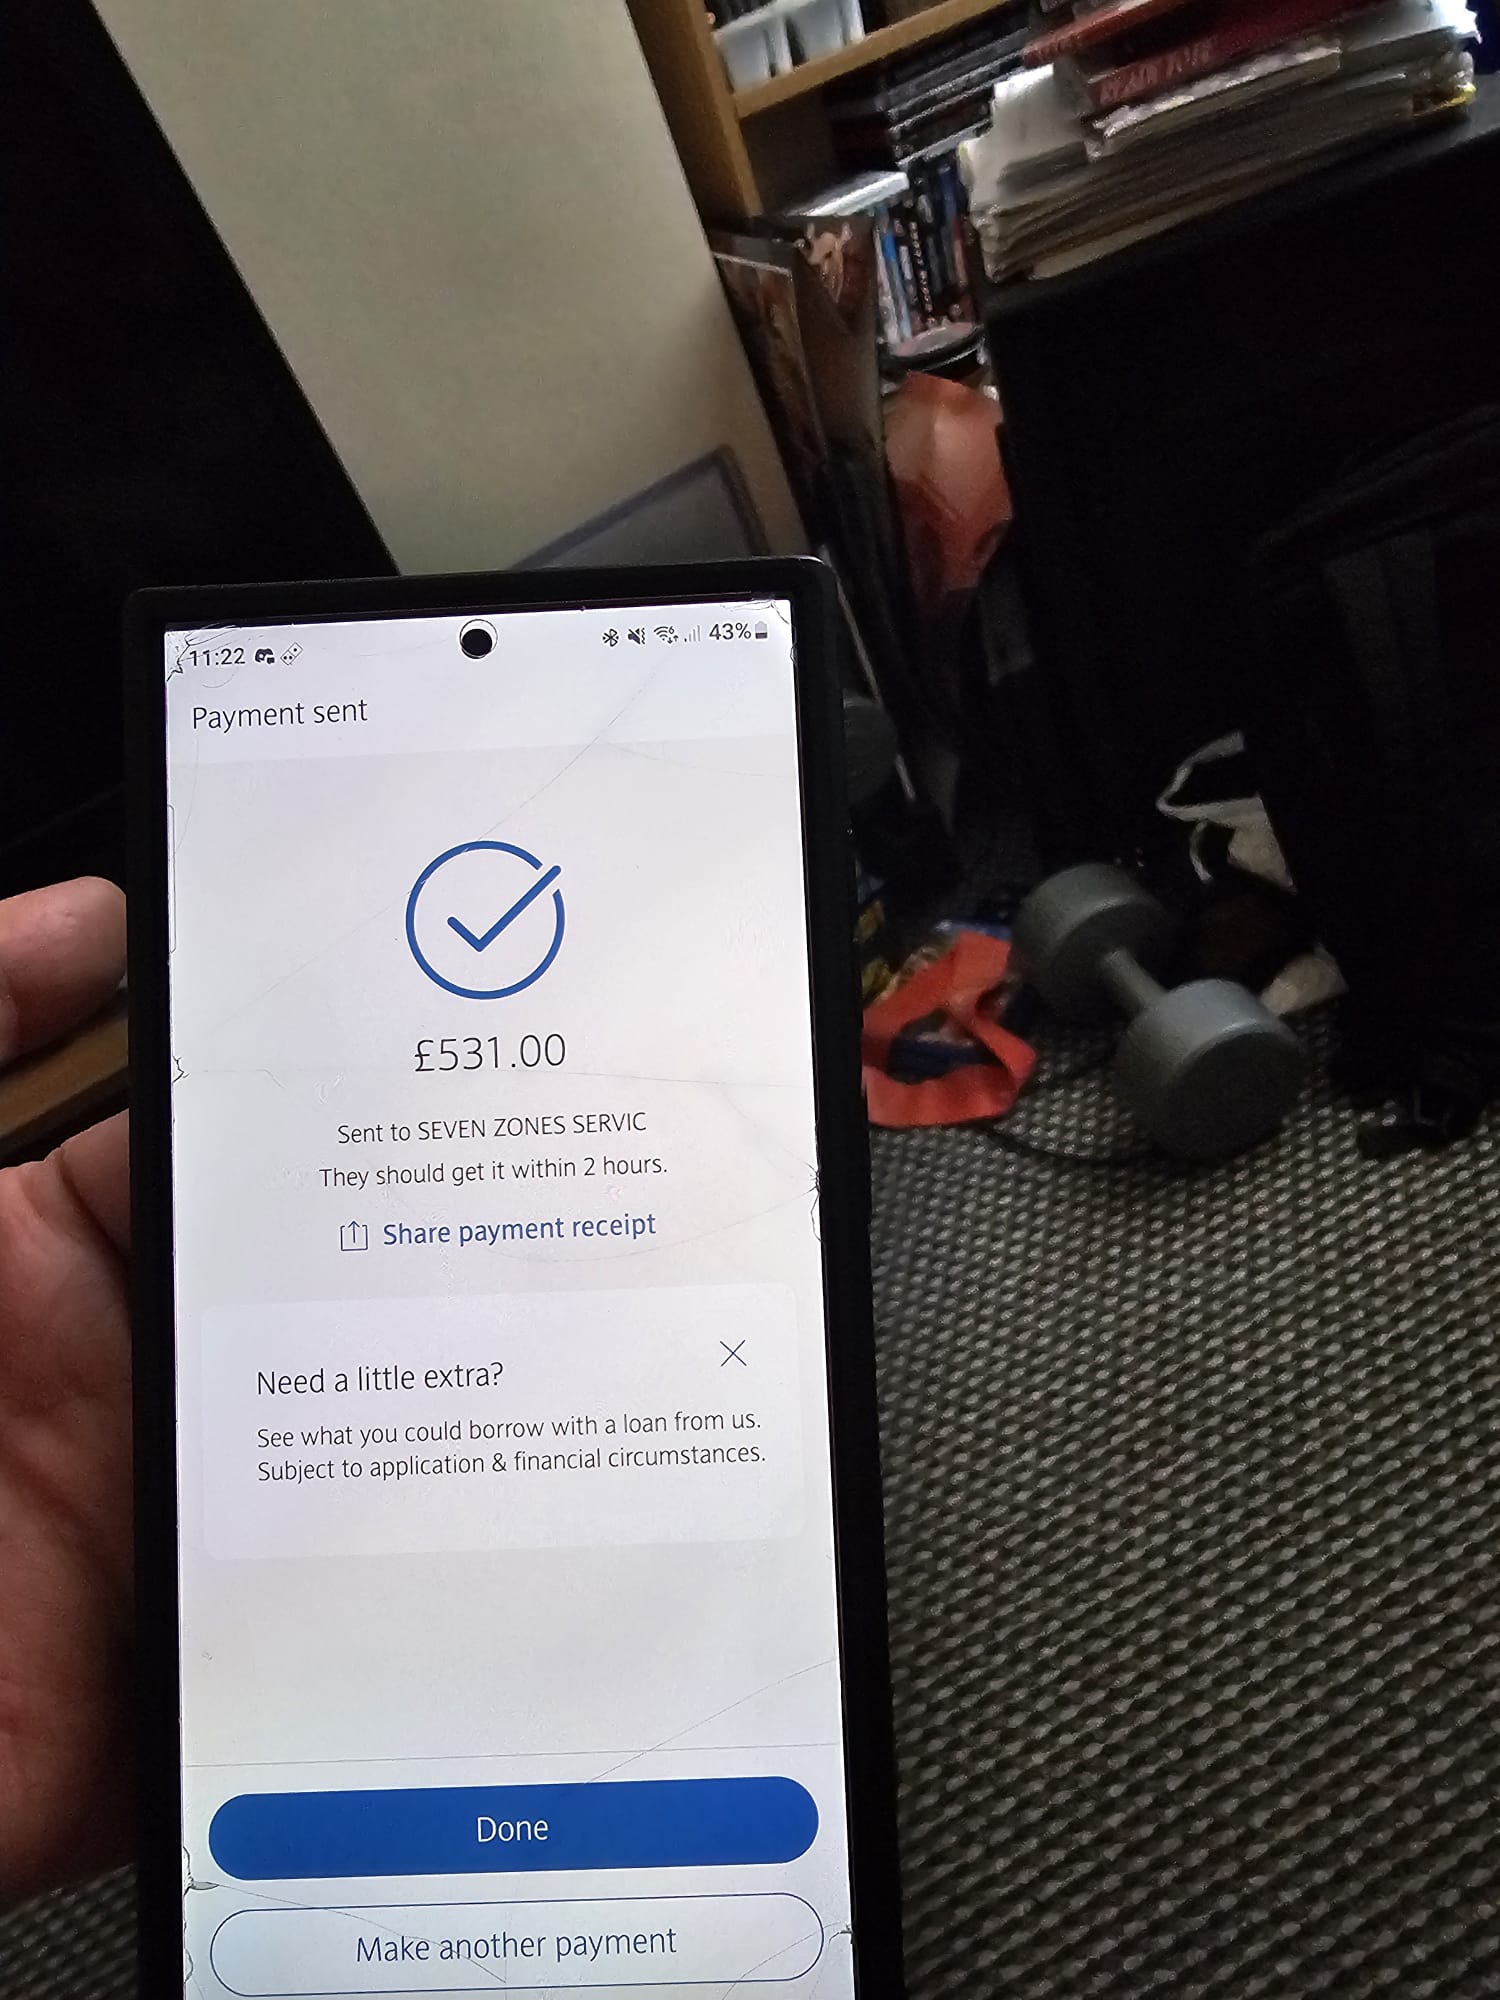 11:22
43%
Payment sent
£531.00
Sent to SEVEN ZONES SERVIC
They should get it within 2 hours.
Share payment receipt
Need a little extra?
See what you could borrow with a loan from us.
Subject to application & financial circumstances.
Done
Make another payment